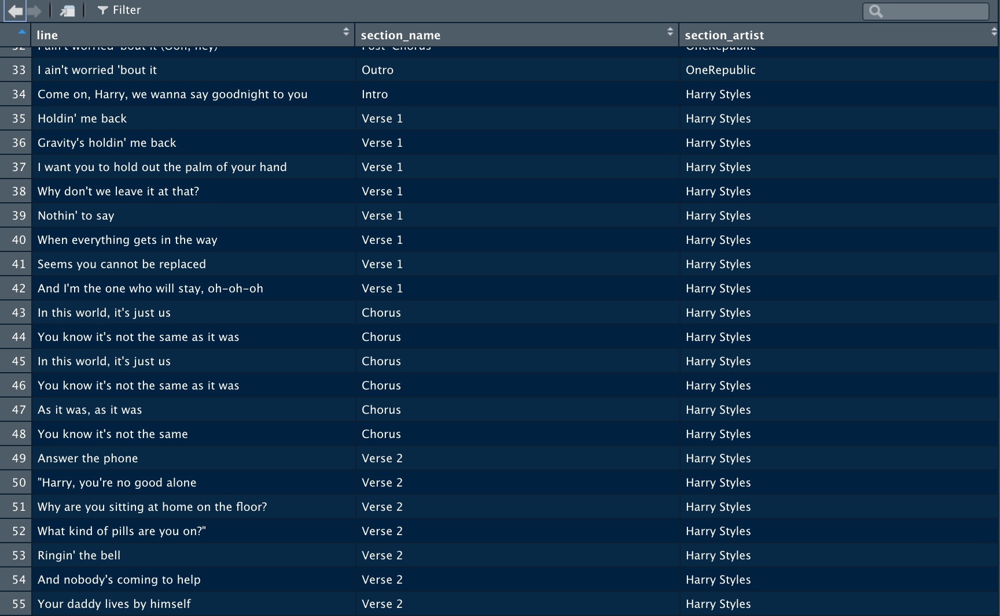 Filter
line section_name section_artist
32 I ain't worried 'bout it (Ooh, hey) Post-Chorus OneRepublic
33 I ain't worried 'bout it Outro OneRepublic
34 Come on, Harry, we wanna say goodnight to you Intro Harry Styles
35 Holdin' me back Verse 1 Harry Styles
36 Gravity's holdin' me back Verse 1 Harry Styles
37 I want you to hold out the palm of your hand Verse 1 Harry Styles
38 Why don't we leave it at that? Verse 1 Harry Styles
39 Nothin' to say Verse 1 Harry Styles
40 When everything gets in the way Verse 1 Harry Styles
41 Seems you cannot be replaced Verse 1 Harry Styles
42 And I'm the one who will stay, oh-oh-oh Verse 1 Harry Styles
43 In this world, it's just us Chorus Harry Styles
44 You know it's not the same as it was Chorus Harry Styles
45 In this world, it's just us Chorus Harry Styles
46 You know it's not the same as it was Chorus Harry Styles
47 As it was, as it was Chorus Harry Styles
48 You know it's not the same Chorus Harry Styles
49 Answer the phone Verse 2 Harry Styles
50 "Harry, you're no good alone Verse 2 Harry Styles
51 Why are you sitting at home on the floor? Verse 2 Harry Styles
52 What kind of pills are you on?" Verse 2 Harry Styles
53 Ringin' the bell Verse 2 Harry Styles
54 And nobody's coming to help Verse 2 Harry Styles
55 Your daddy lives by himself Verse 2 Harry Styles